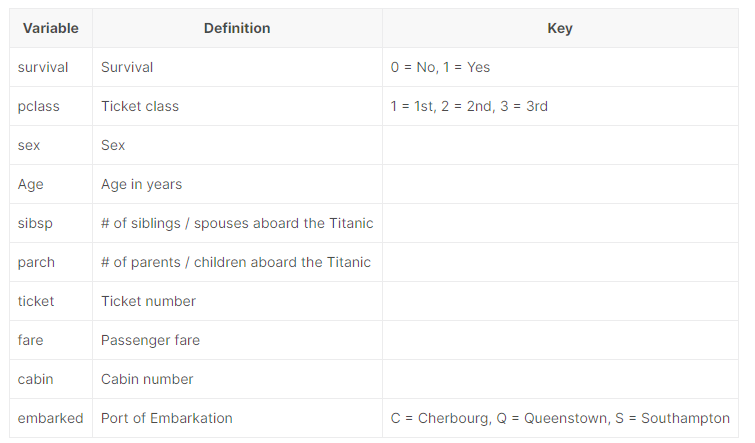 Variable Definition Key
survival Survival 0 = No, 1 = Yes
pclass Ticket class 1 = 1st, 2 = 2nd, 3 = 3rd
sex Sex
Age Age in years
sibsp # of siblings / spouses aboard the Titanic
parch # of parents / children aboard the Titanic
ticket Ticket number
fare Passenger fare
cabin Cabin number
embarked Port of Embarkation C = Cherbourg, Q = Queenstown, S = Southampton